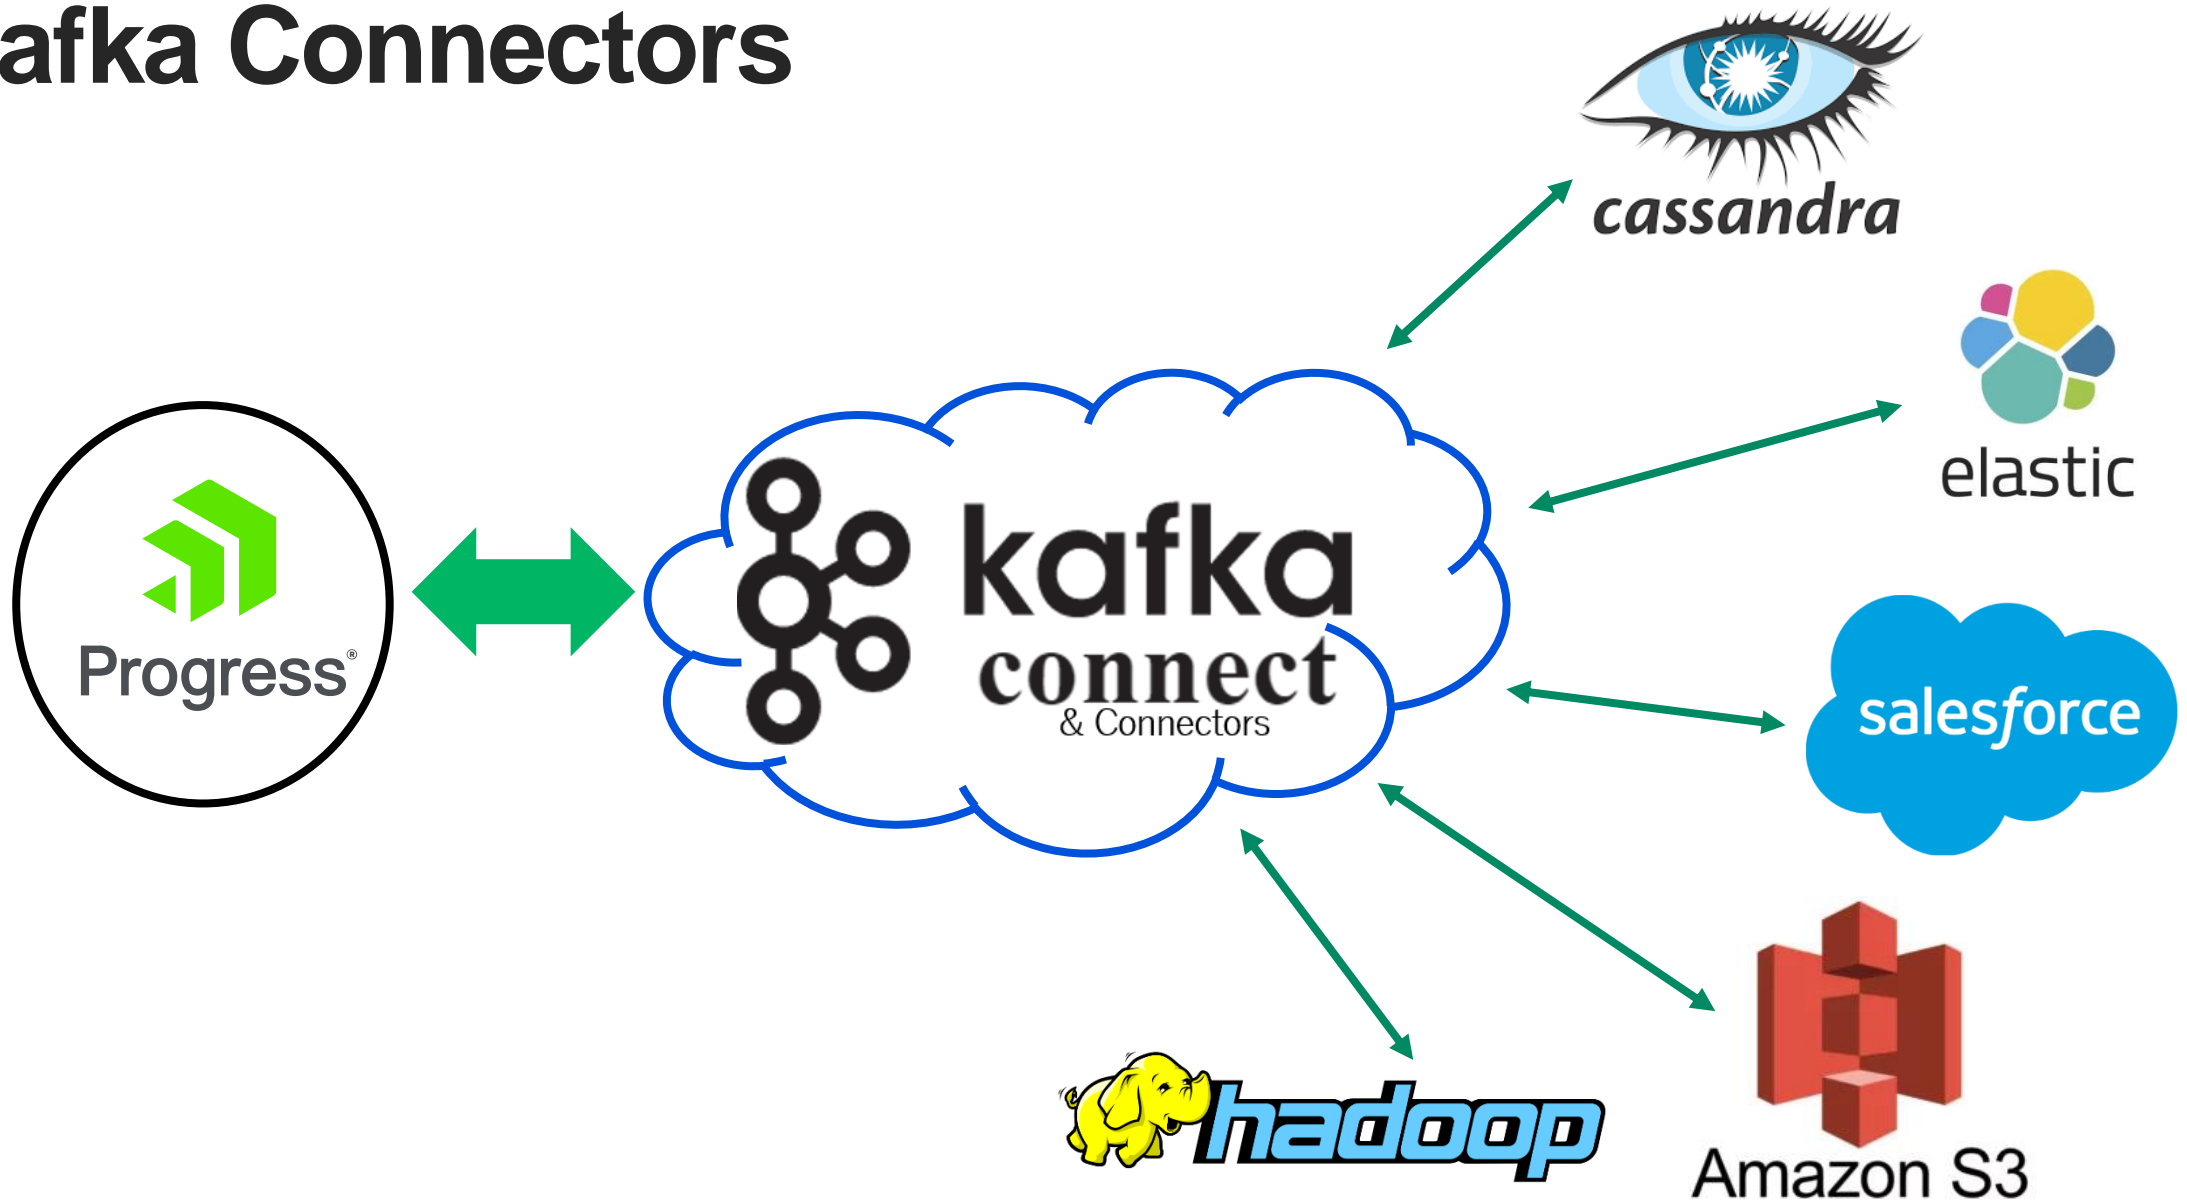 afka Connectors
cassandra
elastic
Progress®
kafka
connect
& Connectors
salesforce
hadoop
Amazon S3